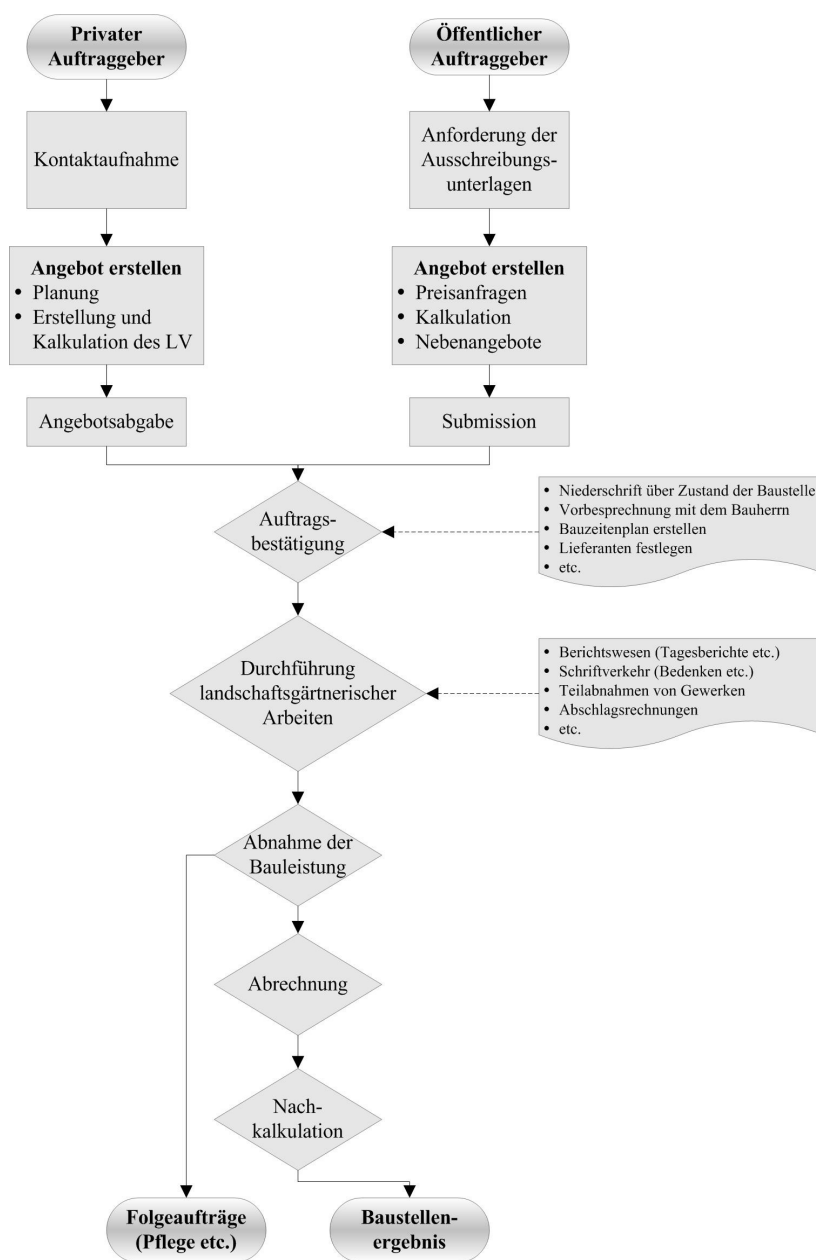 Privater
Auftraggeber
Öffentlicher
Auftraggeber
Kontaktaufnahme
Anforderung der
Ausschreibungs-
unterlagen
Angebot erstellen
• Planung
• Erstellung und
Kalkulation des LV
Angebot erstellen
• Preisanfragen
• Kalkulation
• Nebenangebote
Angebotsabgabe
Submission
Auftrags-
bestätigung
• Niederschrift über Zustand der Baustelle
• Vorbesprechnung mit dem Bauherrn
• Bauzeitenplan erstellen
• Lieferanten festlegen
• etc.
Durchführung
landschaftsgärtnerischer
Arbeiten
• Berichtswesen (Tagesberichte etc.)
• Schriftverkehr (Bedenken etc.)
• Teilabnahmen von Gewerken
• Abschlagsrechnungen
• etc.
Abnahme der
Bauleistung
Abrechnung
Nach-
kalkulation
Folgeaufträge
(Pflege etc.)
Baustellen-
ergebnis